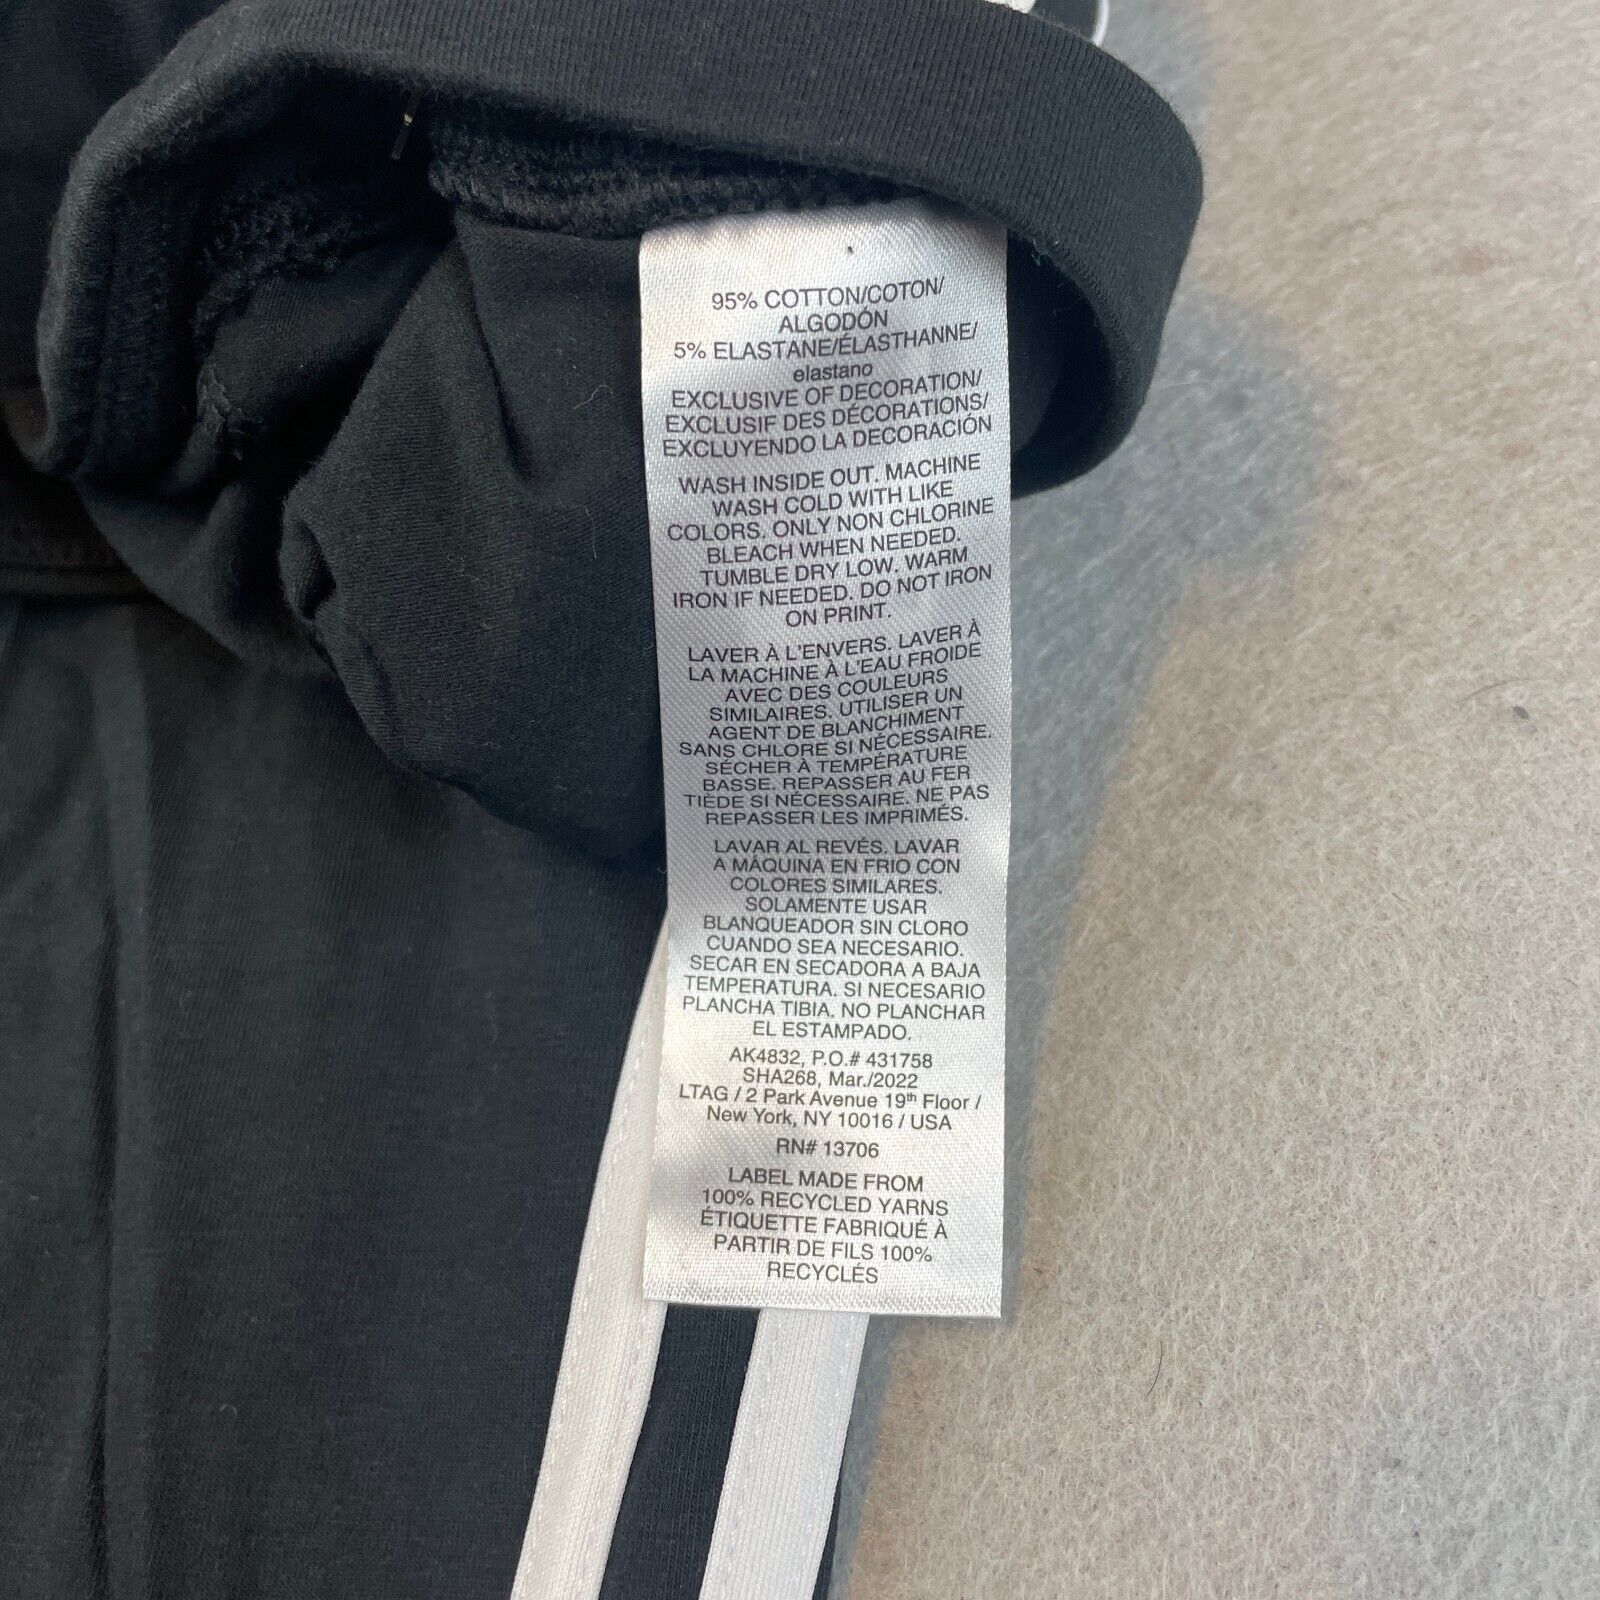 95% COTTON/COTON/
ALGODÓN
5% ELASTANE/ÉLASTHANNE/
elastano
EXCLUSIVE OF DECORATION/
EXCLUSIF DES DÉCORATIONS/
EXCLUYENDO LA DECORACIÓN
WASH INSIDE OUT. MACHINE
WASH COLD WITH LIKE
COLORS. ONLY NON CHLORINE
BLEACH WHEN NEEDED.
TUMBLE DRY LOW. WARM
IRON IF NEEDED. DO NOT IRON
ON PRINT.
LAVER À L'ENVERS. LAVER À
LA MACHINE À L'EAU FROIDE
AVEC DES COULEURS
SIMILAIRES. UTILISER UN
AGENT DE BLANCHIMENT
SANS CHLORE SI NÉCESSAIRE.
SÉCHER À TEMPÉRATURE
BASSE. REPASSER AU FER
TIÈDE SI NÉCESSAIRE. NE PAS
REPASSER LES IMPRIMÉS.
LAVAR AL REVÉS. LAVAR
A MÁQUINA EN FRIO CON
COLORES SIMILARES.
SOLAMENTE USAR
BLANQUEADOR SIN CLORO
CUANDO SEA NECESARIO.
SECAR EN SECADORA A BAJA
TEMPERATURA. SI NECESARIO
PLANCHA TIBIA. NO PLANCHAR
EL ESTAMPADO.
AK4832, P.O.# 431758
SHA268, Mar./2022
LTAG / 2 Park Avenue 19th Floor /
New York, NY 10016 / USA
RN# 13706
LABEL MADE FROM
100% RECYCLED YARNS
ÉTIQUETTE FABRIQUÉ À
PARTIR DE FILS 100%
RECYCLÉS